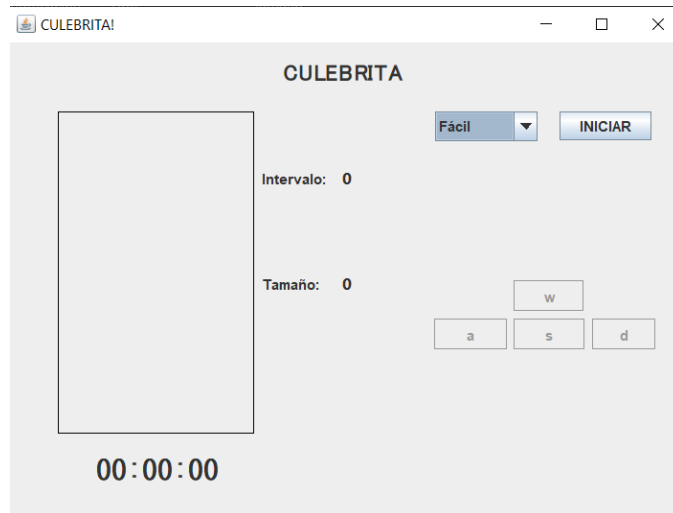 CULEBRITA!
CULEBRITA
Fácil INICIAR
Intervalo: 0
Tamaño: 0
w
a s d
00:00:00